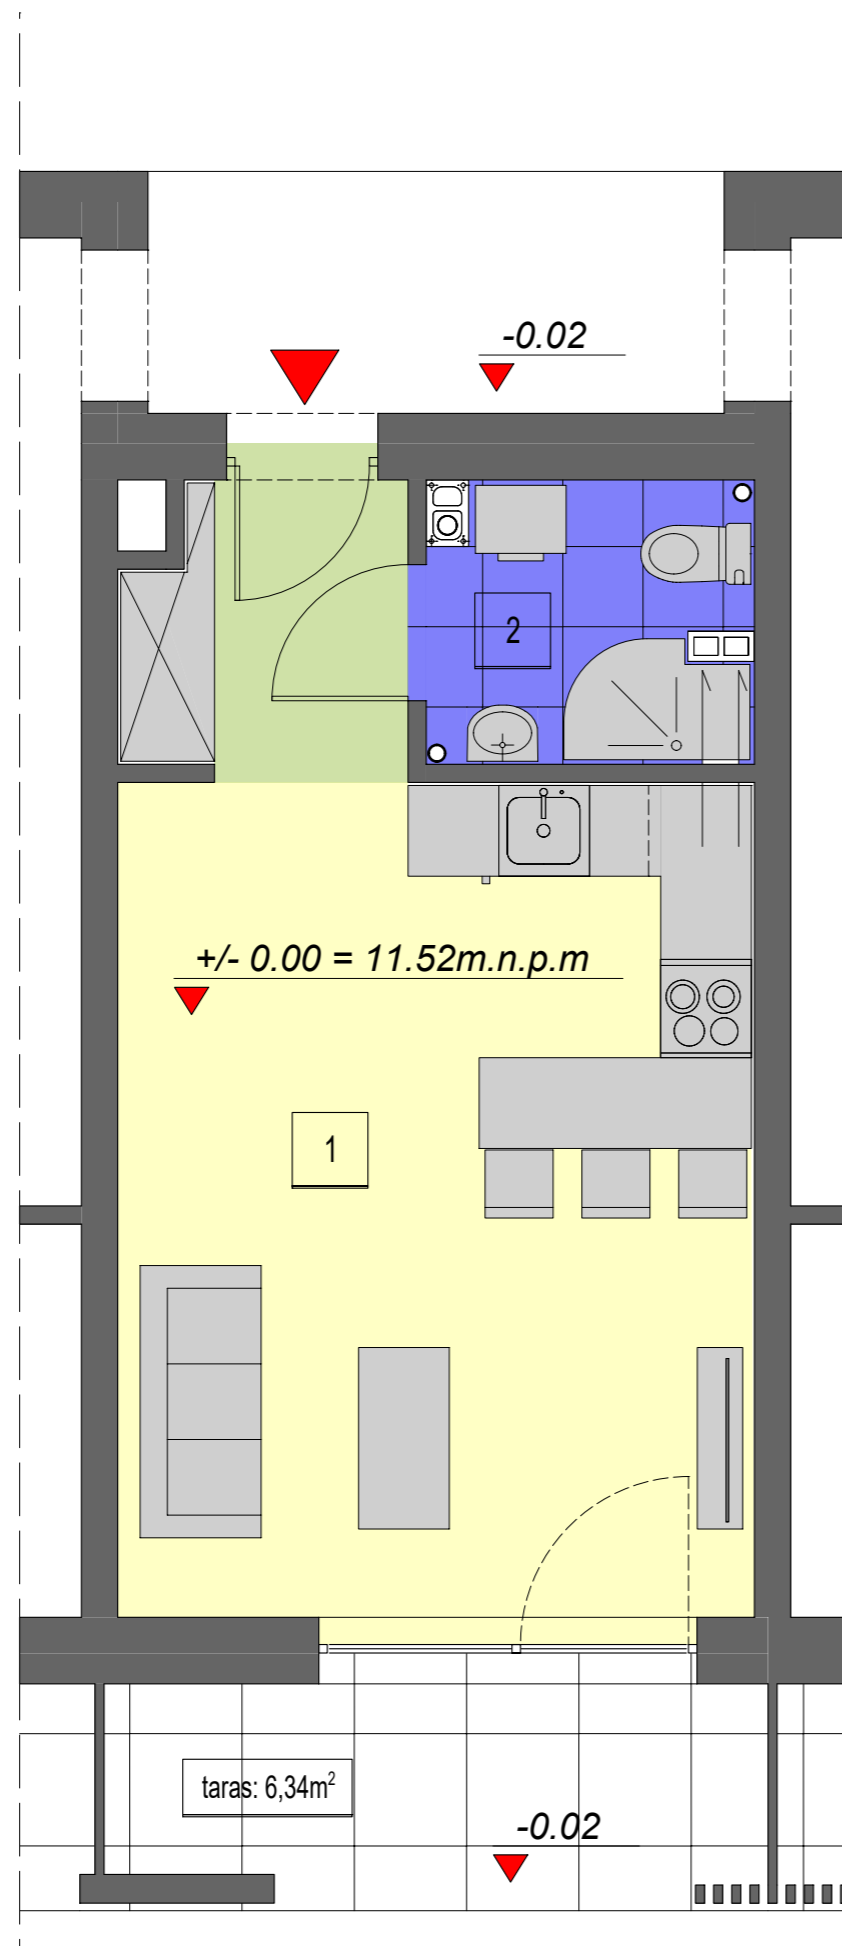 -0.02
2
+/- 0.00 = 11.52m.n.p.m
1
taras: 6,34m²
-0.02